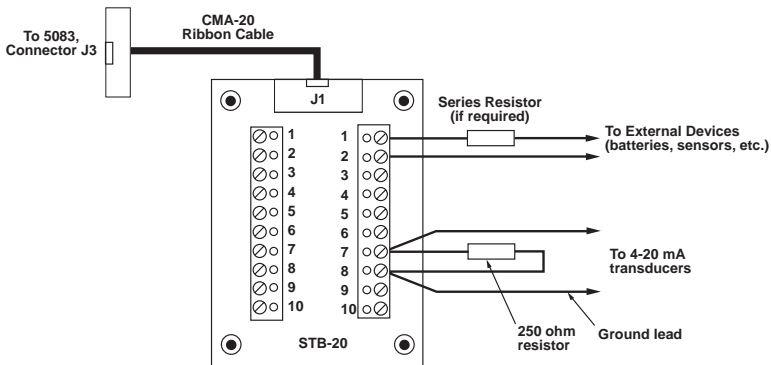 CMA-20
Ribbon Cable
To 5083,
Connector J3
J1
Series Resistor
(if required)
To External Devices
(batteries, sensors, etc.)
1
2
3
4
5
6
7
8
9
10
1
2
3
4
5
6
7
8
9
10
To 4-20 mA
transducers
250 ohm
resistor
Ground lead
STB-20